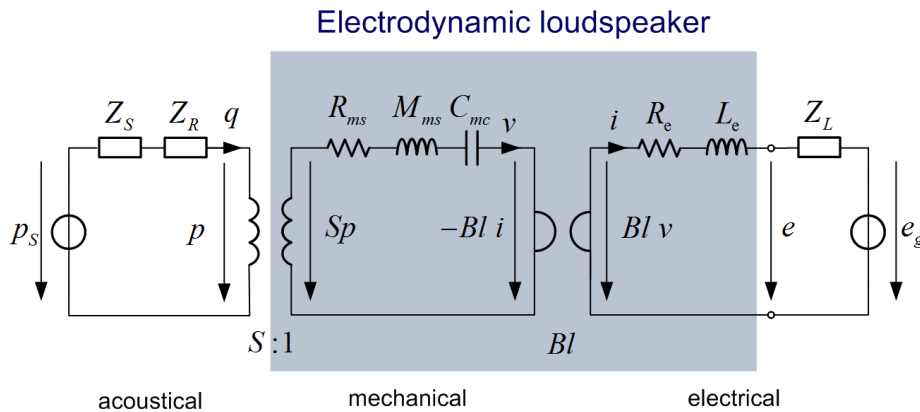 Electrodynamic loudspeaker
Z_S Z_R q R_ms M_ms C_mc v i R_e L_e Z_L
p_S p Sp −Bl i Bl v e e_g
S:1 Bl
acoustical mechanical electrical